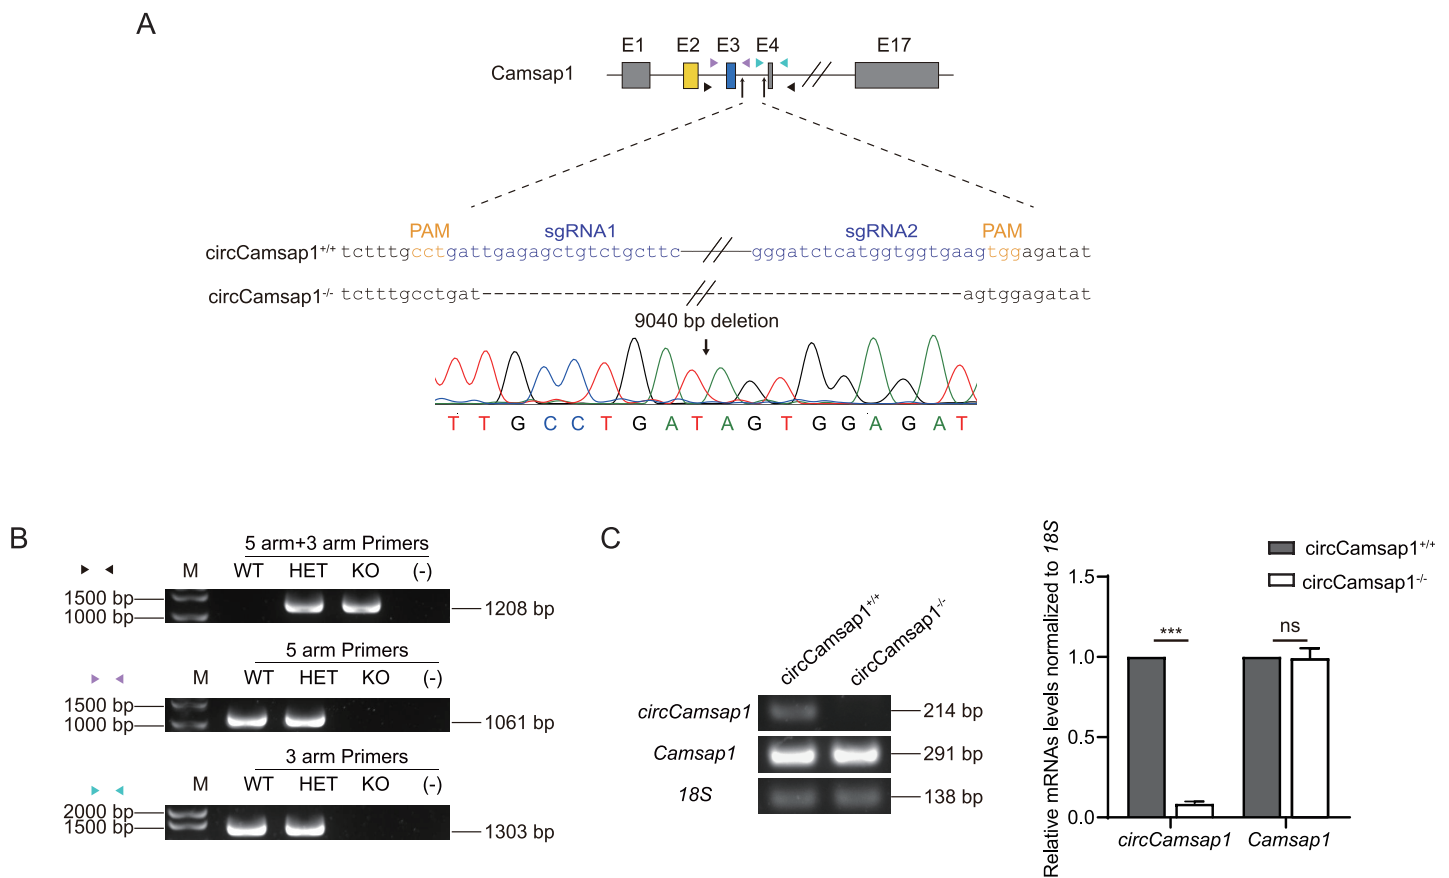 A
E1 E2 E3 E4 E17
Camsap1
PAM sgRNA1 sgRNA2 PAM
circCamsap1+/+ tctttgcctgattgagagctgtctgcttc gggatctcatggtggtgaagtggagatat
circCamsap1-/- tctttgcctgat agtggagatat
9040 bp deletion
T T G C C T G A T A G T G G A G A T
B
5 arm+3 arm Primers
M WT HET KO (-)
1500 bp
1000 bp
1208 bp
5 arm Primers
M WT HET KO (-)
1500 bp
1000 bp
1061 bp
3 arm Primers
M WT HET KO (-)
2000 bp
1500 bp
1303 bp
C
circCamsap1+/+
circCamsap1-/-
circCamsap1 214 bp
Camsap1 291 bp
18S 138 bp
Relative mRNAs levels normalized to 18S
circCamsap1+/+
circCamsap1-/-
1.5
1.0
0.5
0.0
***
ns
circCamsap1 Camsap1